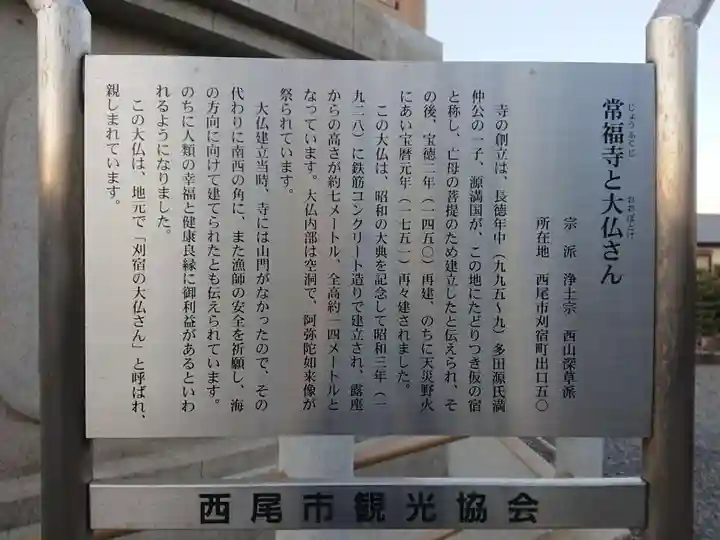 常福寺と大仏さん
じょうふくじ
おおぼとけ
宗　派　浄土宗　西山深草派
所在地　西尾市刈宿町出口五〇
寺の創立は、長徳年中（九九五〜九）多田源氏満
仲公の一子、源満国が、この地にたどりつき仮の宿
と称し、亡母の菩提のため建立したと伝えられ、そ
の後、宝徳二年（一四五〇）再建、のちに天災野火
にあい宝暦元年（一七五一）再々建されました。
この大仏は、昭和の大典を記念して昭和三年（一
九二八）に鉄筋コンクリート造りで建立され、露座
からの高さが約七メートル、全高約一四メートルと
なっています。大仏内部は空洞で、阿弥陀如来像が
祭られています。
大仏建立当時、寺には山門がなかったので、その
代わりに南西の角に、また漁師の安全を祈願し、海
の方向に向けて建てられたとも伝えられています。
のちに人類の幸福と健康良縁に御利益があるといわ
れるようになりました。
この大仏は、地元で「刈宿の大仏さん」と呼ばれ、
親しまれています。
西尾市観光協会